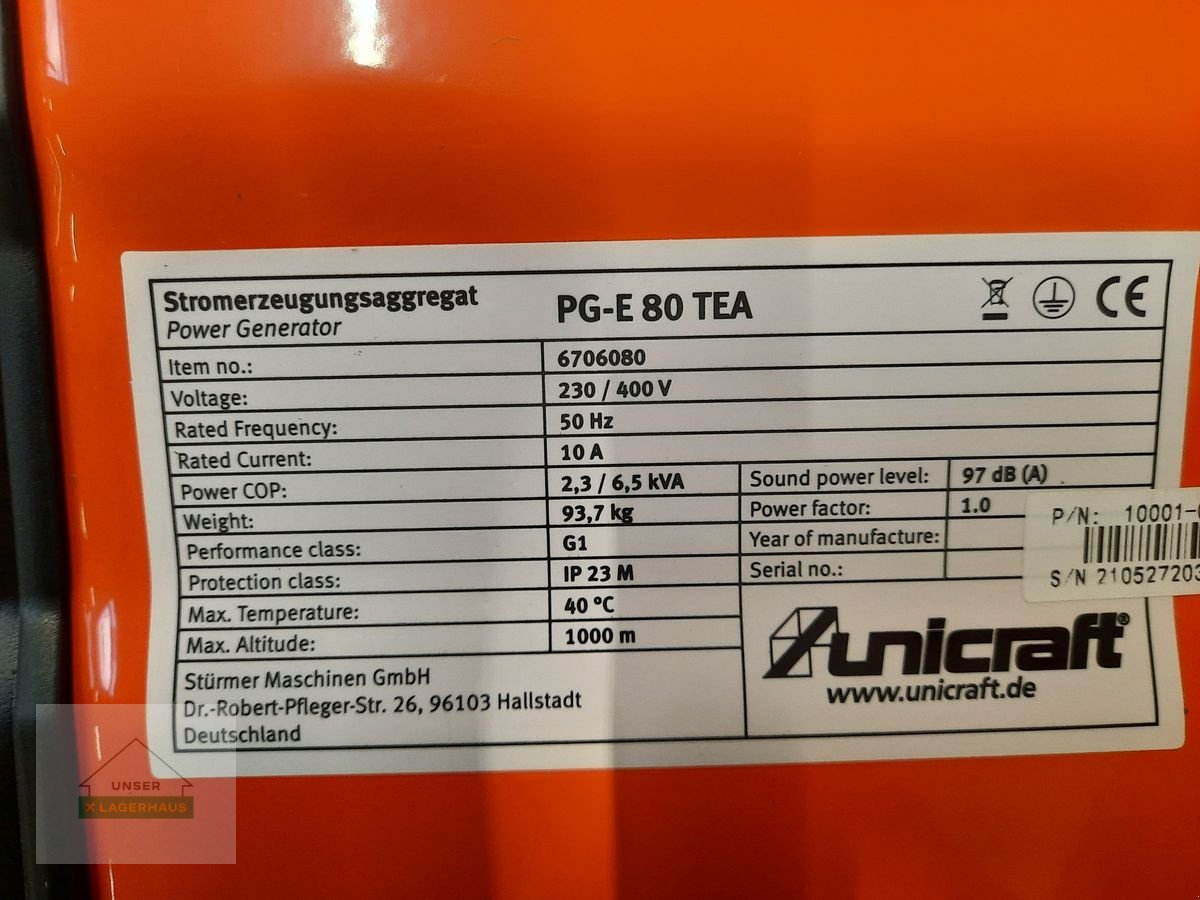 Stromerzeugungsaggregat
Power Generator
PG-E 80 TEA
CE
Item no.: 6706080
Voltage: 230 / 400 V
Rated Frequency: 50 Hz
Rated Current: 10 A
Power COP: 2,3 / 6,5 kVA Sound power level: 97 dB (A)
Weight: 93,7 kg Power factor: 1.0
Performance class: G1 Year of manufacture:
Protection class: IP 23 M Serial no.:
Max. Temperature: 40 °C
Max. Altitude: 1000 m
P/N: 10001-
S/N 210527203
Stürmer Maschinen GmbH
Dr.-Robert-Pfleger-Str. 26, 96103 Hallstadt
Deutschland
unicraft®
www.unicraft.de
UNSER
X LAGERHAUS